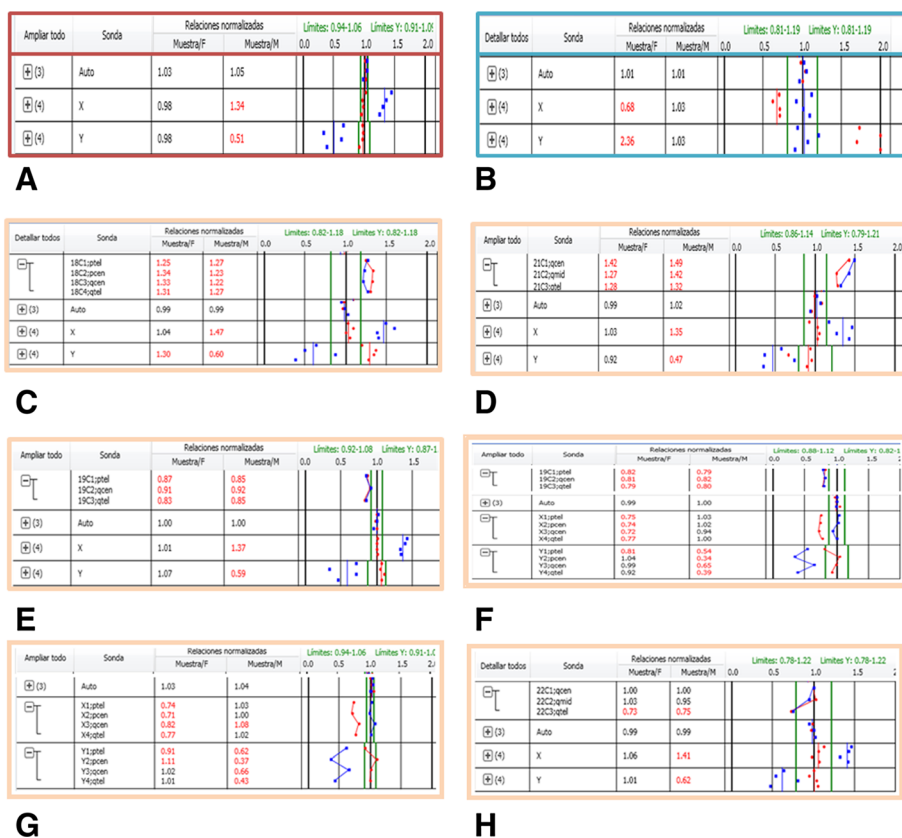 Ampliar todo Sonda Relaciones normalizadas Límites: 0.94-1.06 Límites Y: 0.91-1.09
Muestra/F Muestra/M 0.0 0.5 1.0 1.5 2.0
(3) Auto 1.03 1.05
(4) X 0.98 1.34
(4) Y 0.98 0.51
A
Detallar todos Sonda Relaciones normalizadas Límites: 0.81-1.19 Límites Y: 0.81-1.19
Muestra/F Muestra/M 0.0 0.5 1.0 1.5 2.0
(3) Auto 1.01 1.01
(4) X 0.68 1.03
(4) Y 2.36 1.03
B
Detallar todos Sonda Relaciones normalizadas Límites: 0.82-1.18 Límites Y: 0.82-1.18
Muestra/F Muestra/M 0.0 0.5 1.0 1.5 2.0
18C1;ptel 1.25 1.27
18C2;pcen 1.34 1.23
18C3;qcen 1.33 1.22
18C4;qtel 1.31 1.27
(3) Auto 0.99 0.99
(4) X 1.04 1.47
(4) Y 1.30 0.60
C
Ampliar todo Sonda Relaciones normalizadas Límites: 0.86-1.14 Límites Y: 0.79-1.21
Muestra/F Muestra/M 0.0 0.5 1.0 1.5 2.0
21C1;qcen 1.42 1.49
21C2;qmid 1.27 1.42
21C3;qtel 1.28 1.32
(3) Auto 0.99 1.02
(4) X 1.03 1.35
(4) Y 0.92 0.47
D
Ampliar todo Sonda Relaciones normalizadas Límites: 0.92-1.08 Límites Y: 0.87-1
Muestra/F Muestra/M 0.0 0.5 1.0 1.5
19C1;ptel 0.87 0.85
19C2;qcen 0.91 0.92
19C3;qtel 0.83 0.85
(3) Auto 1.00 1.00
(4) X 1.01 1.37
(4) Y 1.07 0.59
E
Ampliar todo Sonda Relaciones normalizadas Límites: 0.88-1.12 Límites Y: 0.82-1
Muestra/F Muestra/M 0.0 0.5 1.0 1.5 2
19C1;ptel 0.82 0.79
19C2;qcen 0.81 0.82
19C3;qtel 0.79 0.80
(3) Auto 0.99 1.00
X1;ptel 0.75 1.03
X2;pcen 0.74 1.02
X3;qcen 0.72 0.94
X4;qtel 0.77 1.00
Y1;ptel 0.81 0.54
Y2;pcen 1.04 0.34
Y3;qcen 0.99 0.65
Y4;qtel 0.92 0.39
F
Ampliar todo Sonda Relaciones normalizadas Límites: 0.94-1.06 Límites Y: 0.91-1.0
Muestra/F Muestra/M 0.0 0.5 1.0 1.5 2.
(3) Auto 1.03 1.04
X1;ptel 0.74 1.03
X2;pcen 0.71 1.00
X3;qcen 0.82 1.08
X4;qtel 0.77 1.02
Y1;ptel 0.91 0.62
Y2;pcen 1.11 0.37
Y3;qcen 1.02 0.66
Y4;qtel 1.01 0.43
G
Detallar todos Sonda Relaciones normalizadas Límites: 0.78-1.22 Límites Y: 0.78-1.22
Muestra/F Muestra/M 0.0 0.5 1.0 1.5 2.0
22C1;qcen 1.00 1.00
22C2;qmid 1.03 0.95
22C3;qtel 0.73 0.75
(3) Auto 0.99 0.99
(4) X 1.06 1.41
(4) Y 1.01 0.62
H